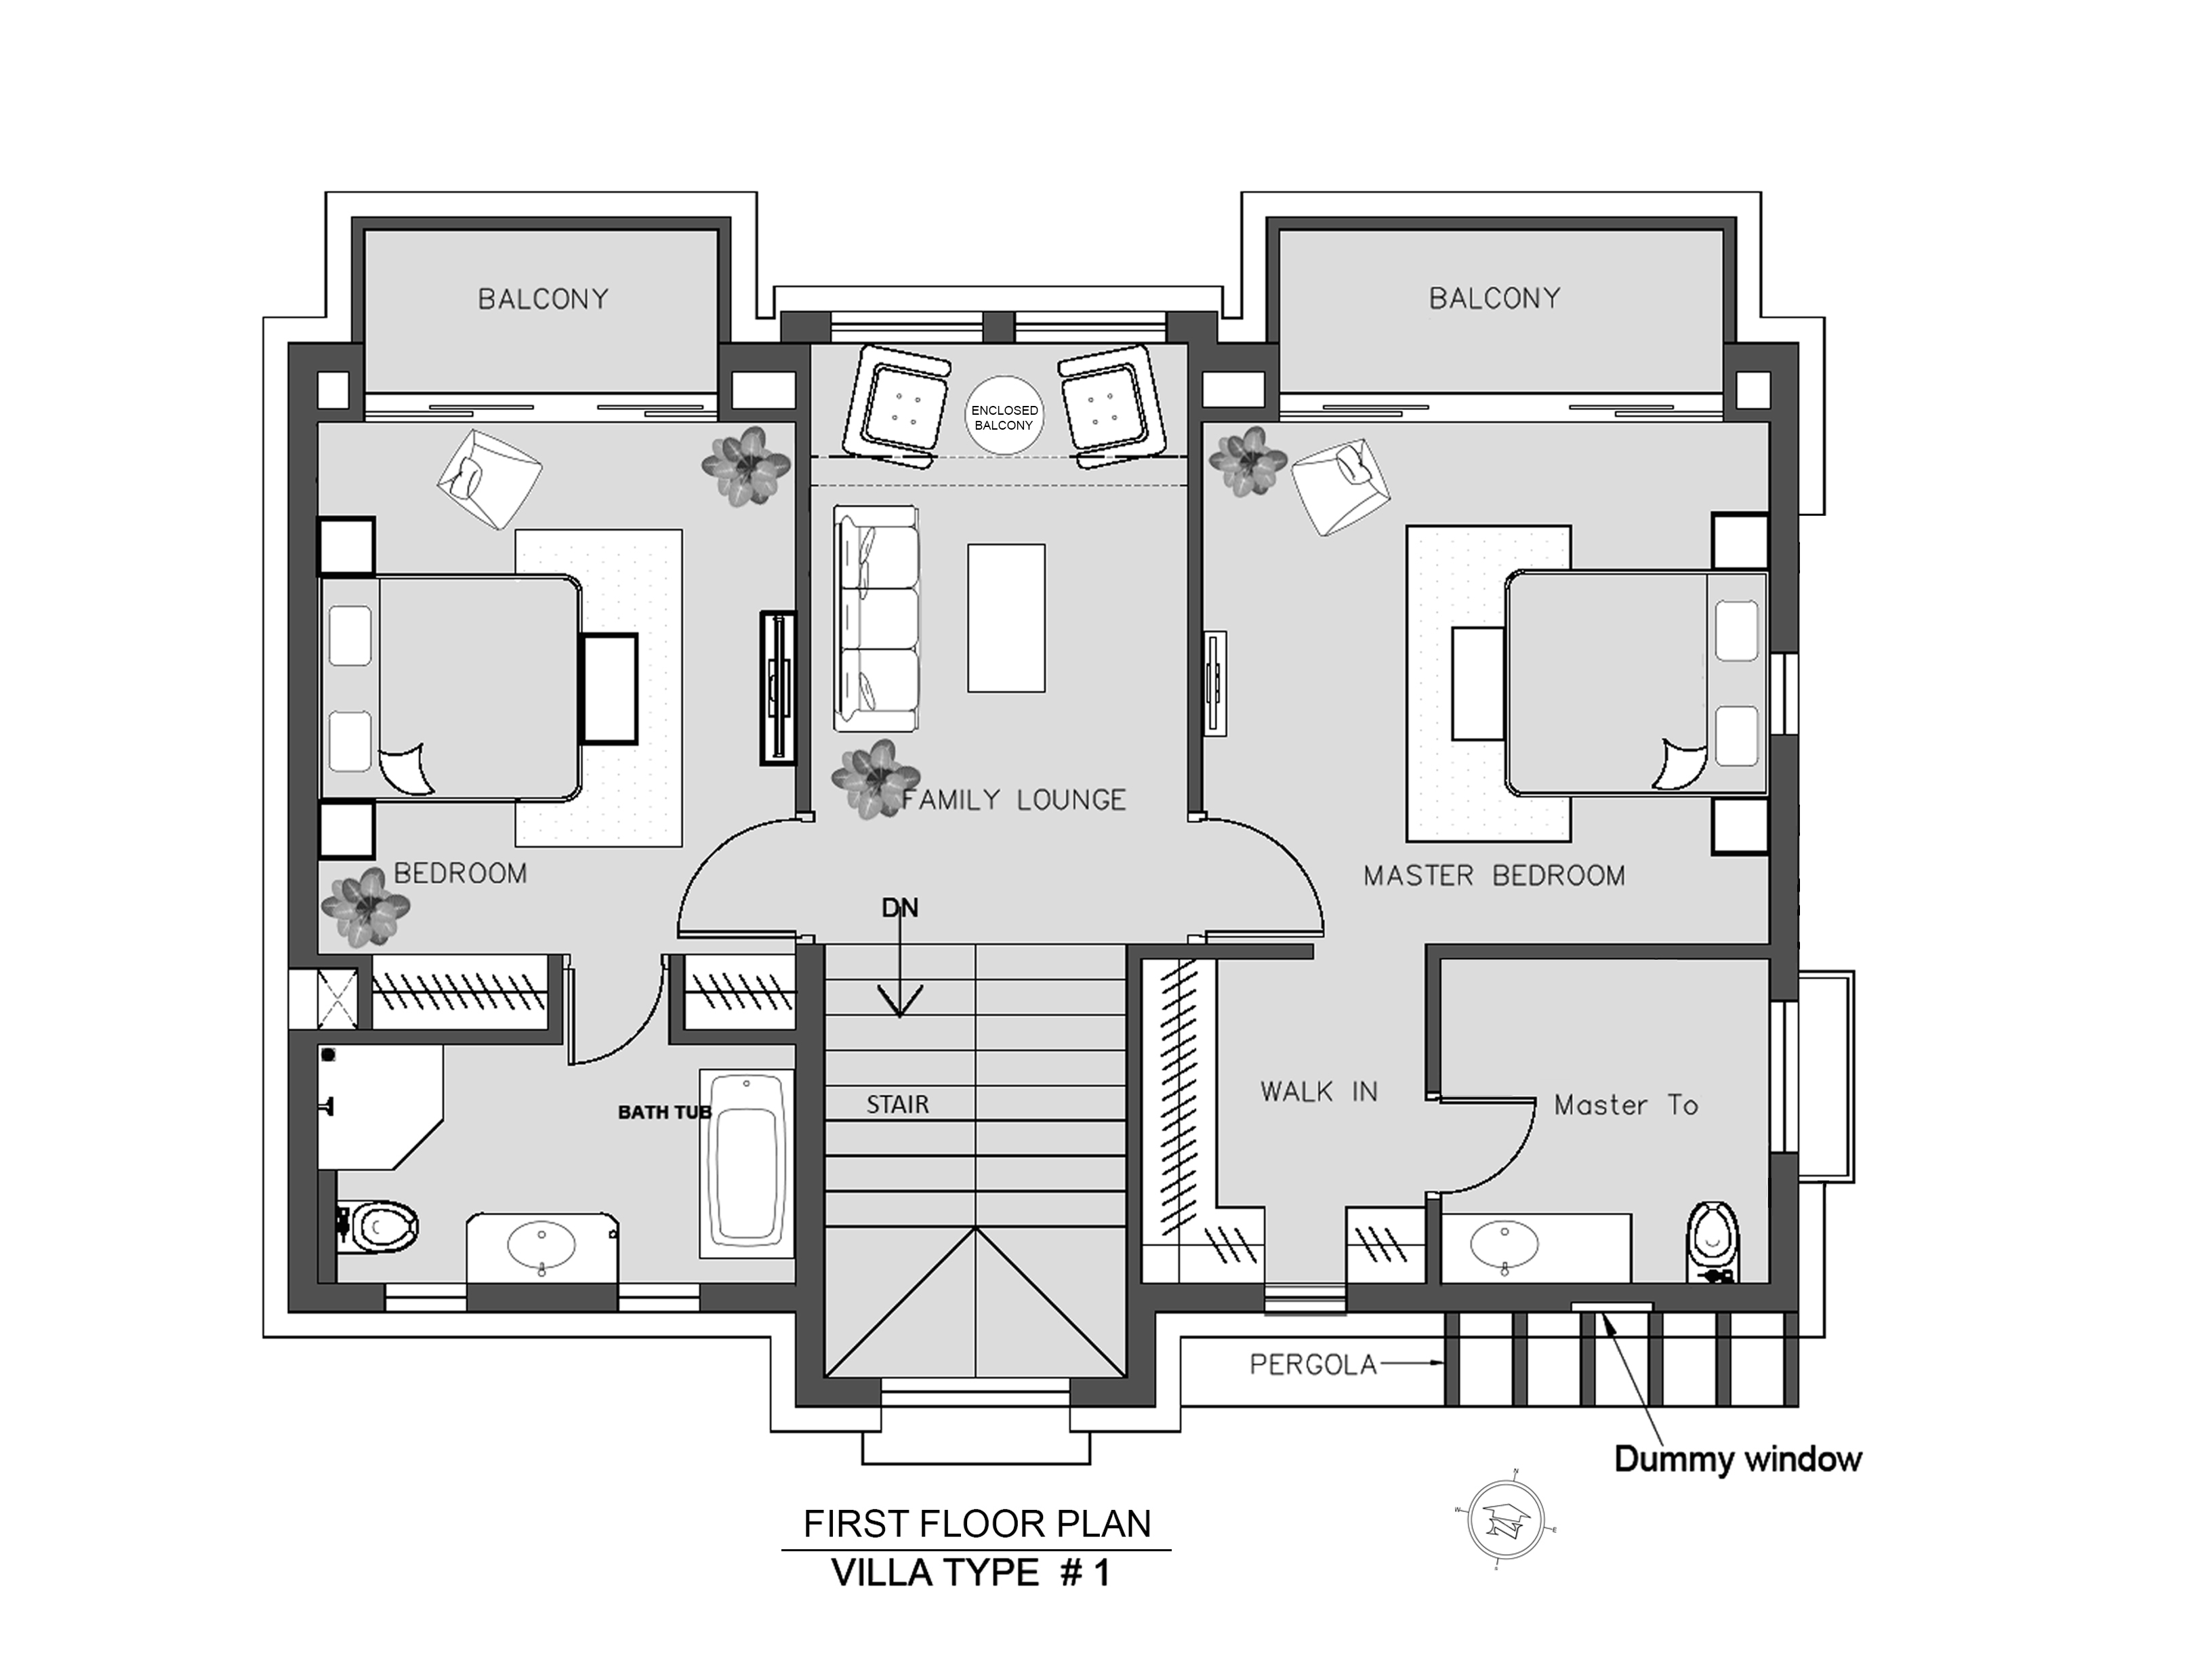 BALCONY
BALCONY
ENCLOSED
BALCONY
FAMILY LOUNGE
BEDROOM
MASTER BEDROOM
DN
WALK IN
STAIR
BATH TUB
Master To
PERGOLA
Dummy window
N
W
E
S
FIRST FLOOR PLAN
VILLA TYPE # 1